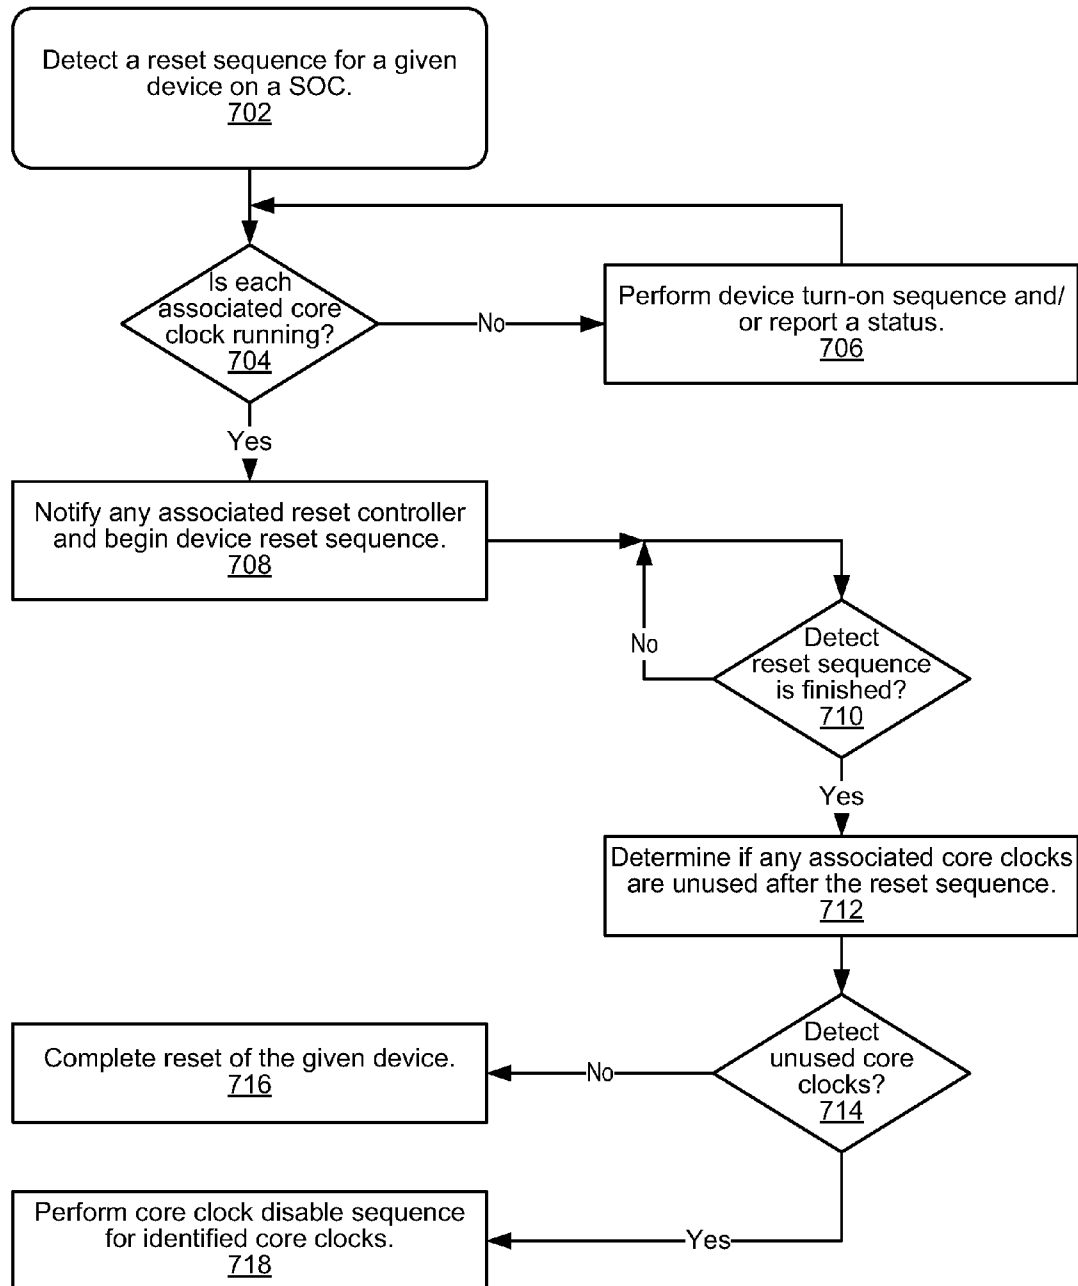 Detect a reset sequence for a given
device on a SOC.
702
Is each
associated core
clock running?
704
No
Perform device turn-on sequence and/
or report a status.
706
Yes
Notify any associated reset controller
and begin device reset sequence.
708
No
Detect
reset sequence
is finished?
710
Yes
Determine if any associated core clocks
are unused after the reset sequence.
712
Detect
unused core
clocks?
714
No
Complete reset of the given device.
716
Yes
Perform core clock disable sequence
for identified core clocks.
718